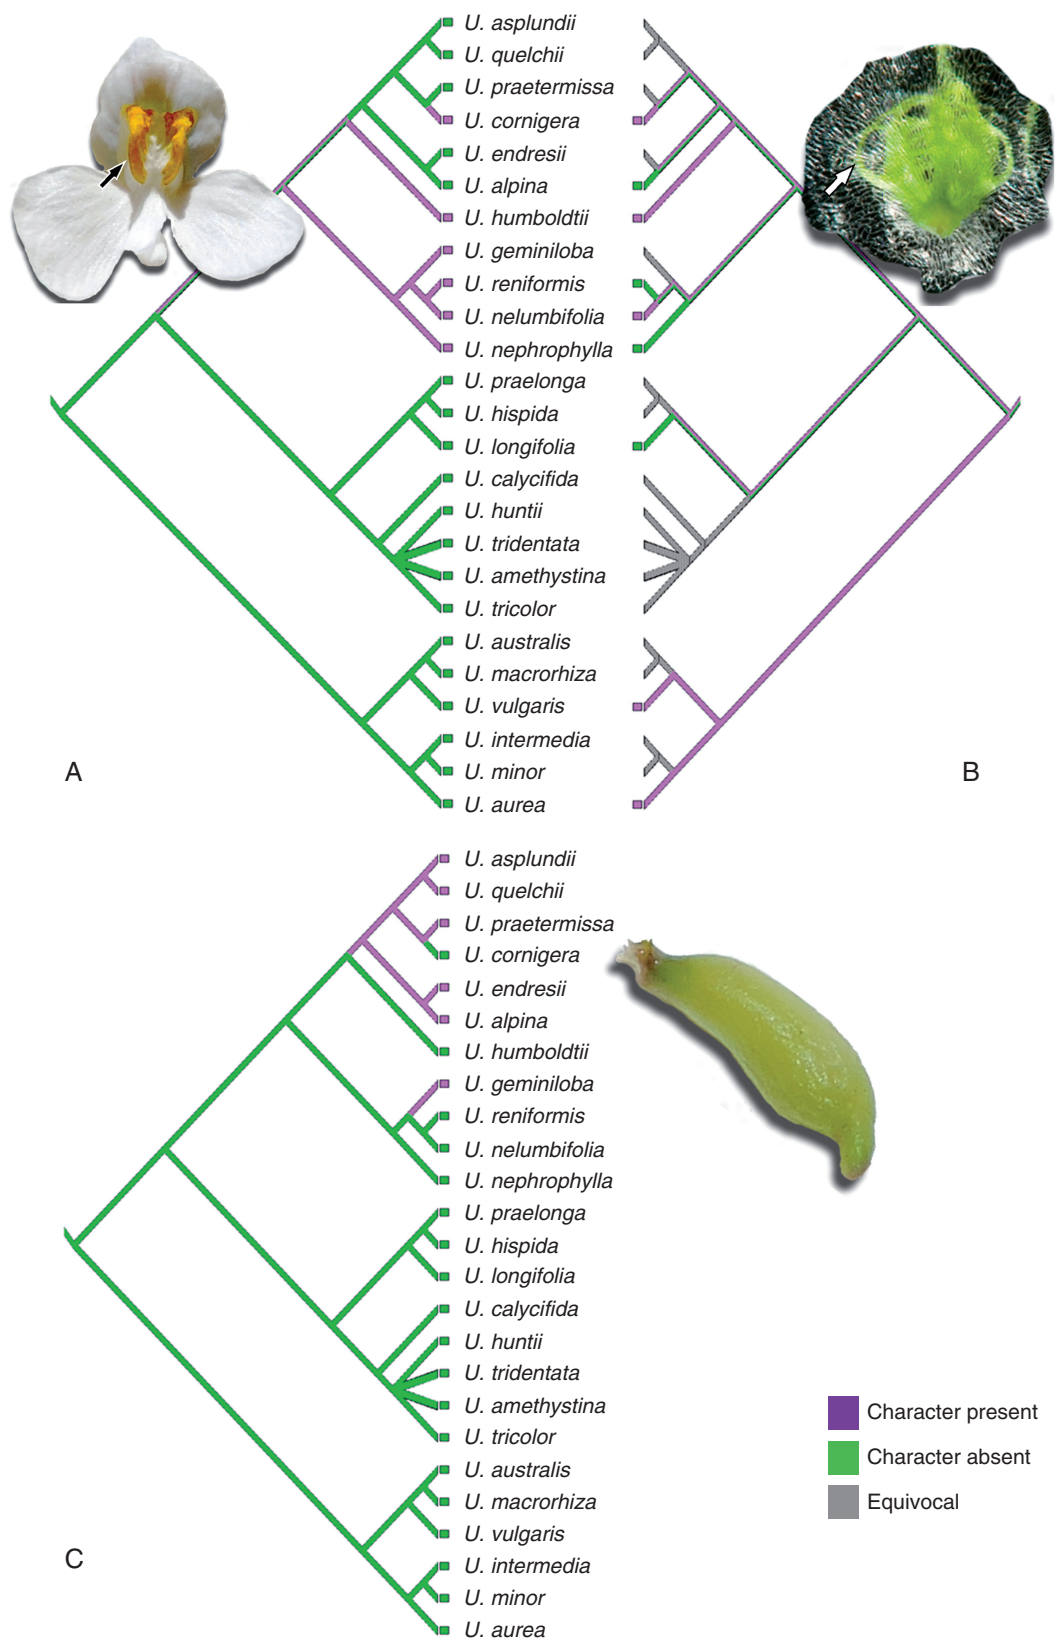 U. asplundii
U. quelchii
U. praetermissa
U. cornigera
U. endresii
U. alpina
U. humboldtii
U. geminiloba
U. reniformis
U. nelumbifolia
U. nephrophylla
U. praelonga
U. hispida
U. longifolia
U. calycifida
U. huntii
U. tridentata
U. amethystina
U. tricolor
U. australis
U. macrorhiza
U. vulgaris
U. intermedia
U. minor
U. aurea
A
B
U. asplundii
U. quelchii
U. praetermissa
U. cornigera
U. endresii
U. alpina
U. humboldtii
U. geminiloba
U. reniformis
U. nelumbifolia
U. nephrophylla
U. praelonga
U. hispida
U. longifolia
U. calycifida
U. huntii
U. tridentata
U. amethystina
U. tricolor
U. australis
U. macrorhiza
U. vulgaris
U. intermedia
U. minor
U. aurea
C
Character present
Character absent
Equivocal